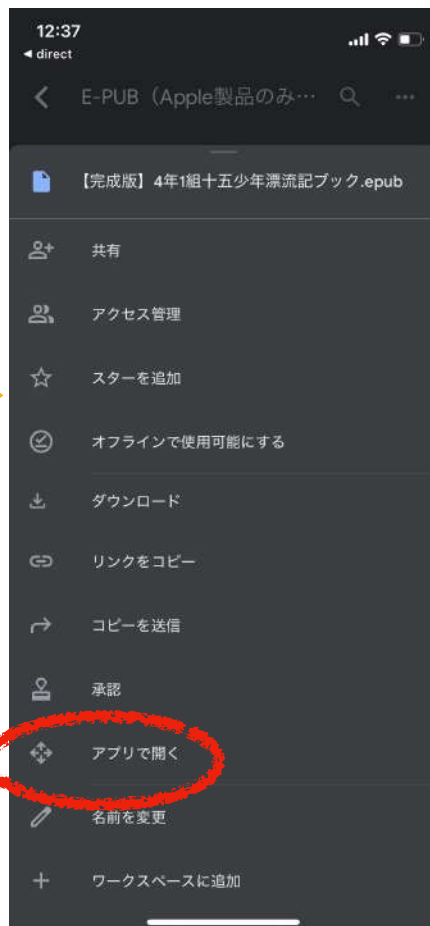 12:37
◀ direct
E-PUB（Apple製品のみ…
【完成版】4年1組十五少年漂流記ブック.epub
共有
アクセス管理
スターを追加
オフラインで使用可能にする
ダウンロード
リンクをコピー
コピーを送信
承認
アプリで開く
名前を変更
ワークスペースに追加